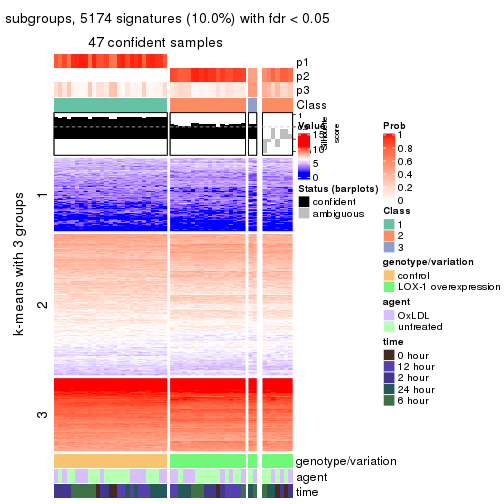 subgroups, 5174 signatures (10.0%) with fdr < 0.05
47 confident samples
k-means with 3 groups
1
2
3
p1
p2
p3
Class
1
Silhouette
score
genotype/variation
agent
time
Value
15
10
5
0
Status (barplots)
confident
ambiguous
Prob
1
0.8
0.6
0.4
0.2
0
Class
1
2
3
genotype/variation
control
LOX-1 overexpression
agent
OxLDL
untreated
time
0 hour
12 hour
2 hour
24 hour
6 hour